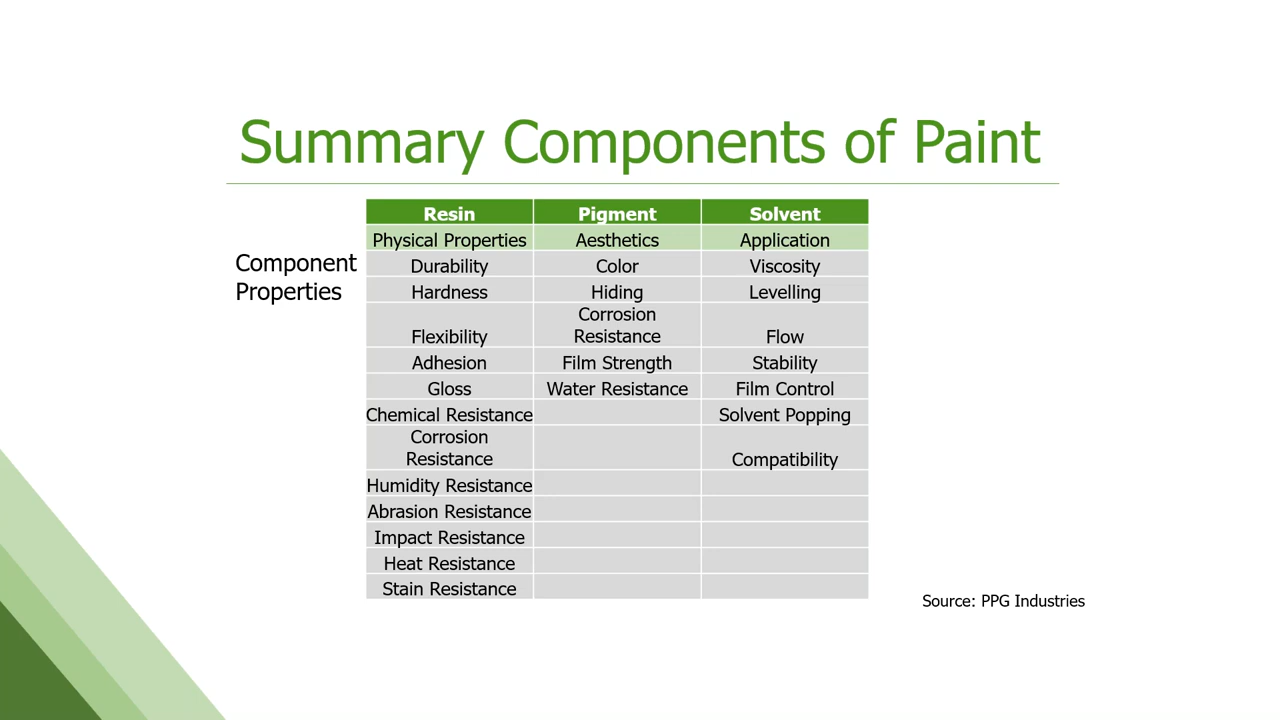 Summary Components of Paint
Component
Properties
Resin Pigment Solvent
Physical Properties Aesthetics Application
Durability Color Viscosity
Hardness Hiding Levelling
Flexibility Corrosion Resistance Flow
Adhesion Film Strength Stability
Gloss Water Resistance Film Control
Chemical Resistance Solvent Popping
Corrosion Resistance Compatibility
Humidity Resistance
Abrasion Resistance
Impact Resistance
Heat Resistance
Stain Resistance
Source: PPG Industries